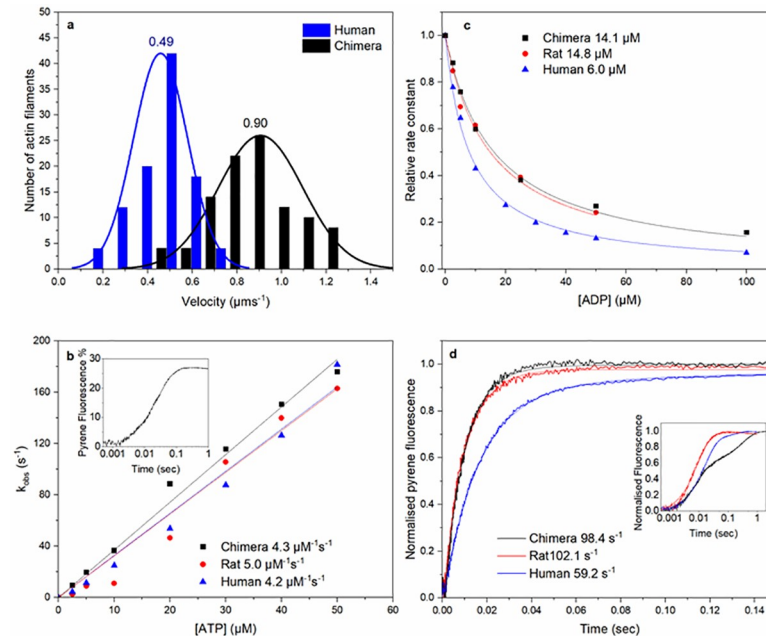 a
Human
Chimera
0.49
0.90
50
45
40
35
30
25
20
15
10
5
0
Number of actin filaments
0.0 0.2 0.4 0.6 0.8 1.0 1.2 1.4
Velocity (µms⁻¹)
c
Chimera 14.1 µM
Rat 14.8 µM
Human 6.0 µM
1.0
0.8
0.6
0.4
0.2
0.0
Relative rate constant
0 20 40 60 80 100
[ADP] (µM)
b
200
160
120
80
40
0
k_obs (s⁻¹)
30
20
10
0
Pyrene Fluorescence %
0.001 0.01 0.1 1
Time (sec)
Chimera 4.3 µM⁻¹s⁻¹
Rat 5.0 µM⁻¹s⁻¹
Human 4.2 µM⁻¹s⁻¹
0 10 20 30 40 50 60
[ATP] (µM)
d
1.0
0.8
0.6
0.4
0.2
0.0
Normalised pyrene fluorescence
1.0
0.8
0.6
0.4
0.2
0.0
Normalised Fluorescence
0.001 0.01 0.1 1
Time (sec)
Chimera 98.4 s⁻¹
Rat102.1 s⁻¹
Human 59.2 s⁻¹
0.00 0.02 0.04 0.06 0.08 0.10 0.12 0.14
Time (sec)